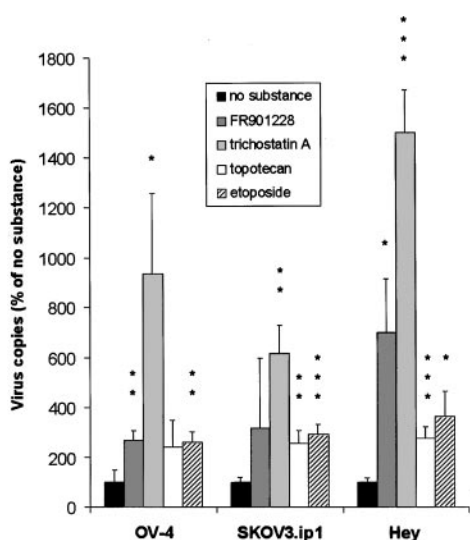 1800
1600
1400
1200
1000
800
600
400
200
0
Virus copies (% of no substance)
no substance
FR901228
trichostatin A
topotecan
etoposide
*
* *
* *
* *
*
* *
* * *
*
* * *
* * *
*
OV-4
SKOV3.ip1
Hey